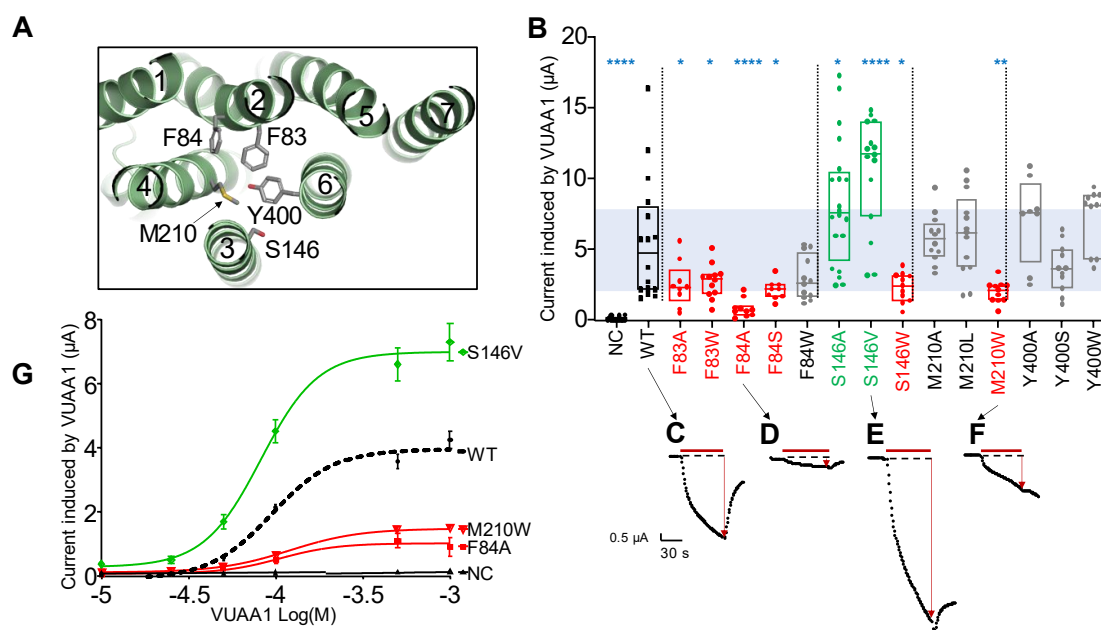 A
1
2
5
7
F84
F83
4
6
Y400
M210
3
S146
B
Current induced by VUAA1 (µA)
20
15
10
5
0
**** * * **** * * **** * **
NC WT F83A F83W F84A F84S F84W S146A S146V S146W M210A M210L M210W Y400A Y400S Y400W
C
D
E
F
0.5 µA
30 s
G
Current induced by VUAA1 (µA)
8
6
4
2
0
S146V
WT
M210W
F84A
NC
-5 -4.5 -4 -3.5 -3
VUAA1 Log(M)